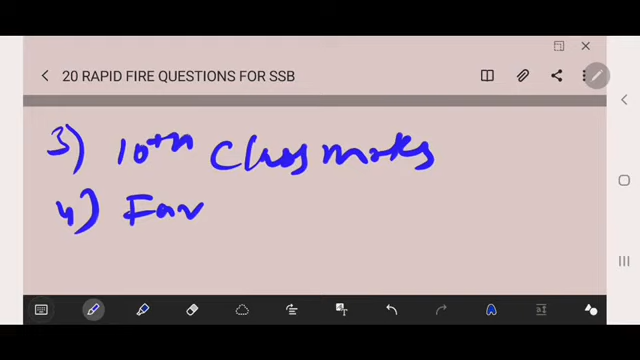 20 RAPID FIRE QUESTIONS FOR SSB
3) 10th Class marks
4) Fav